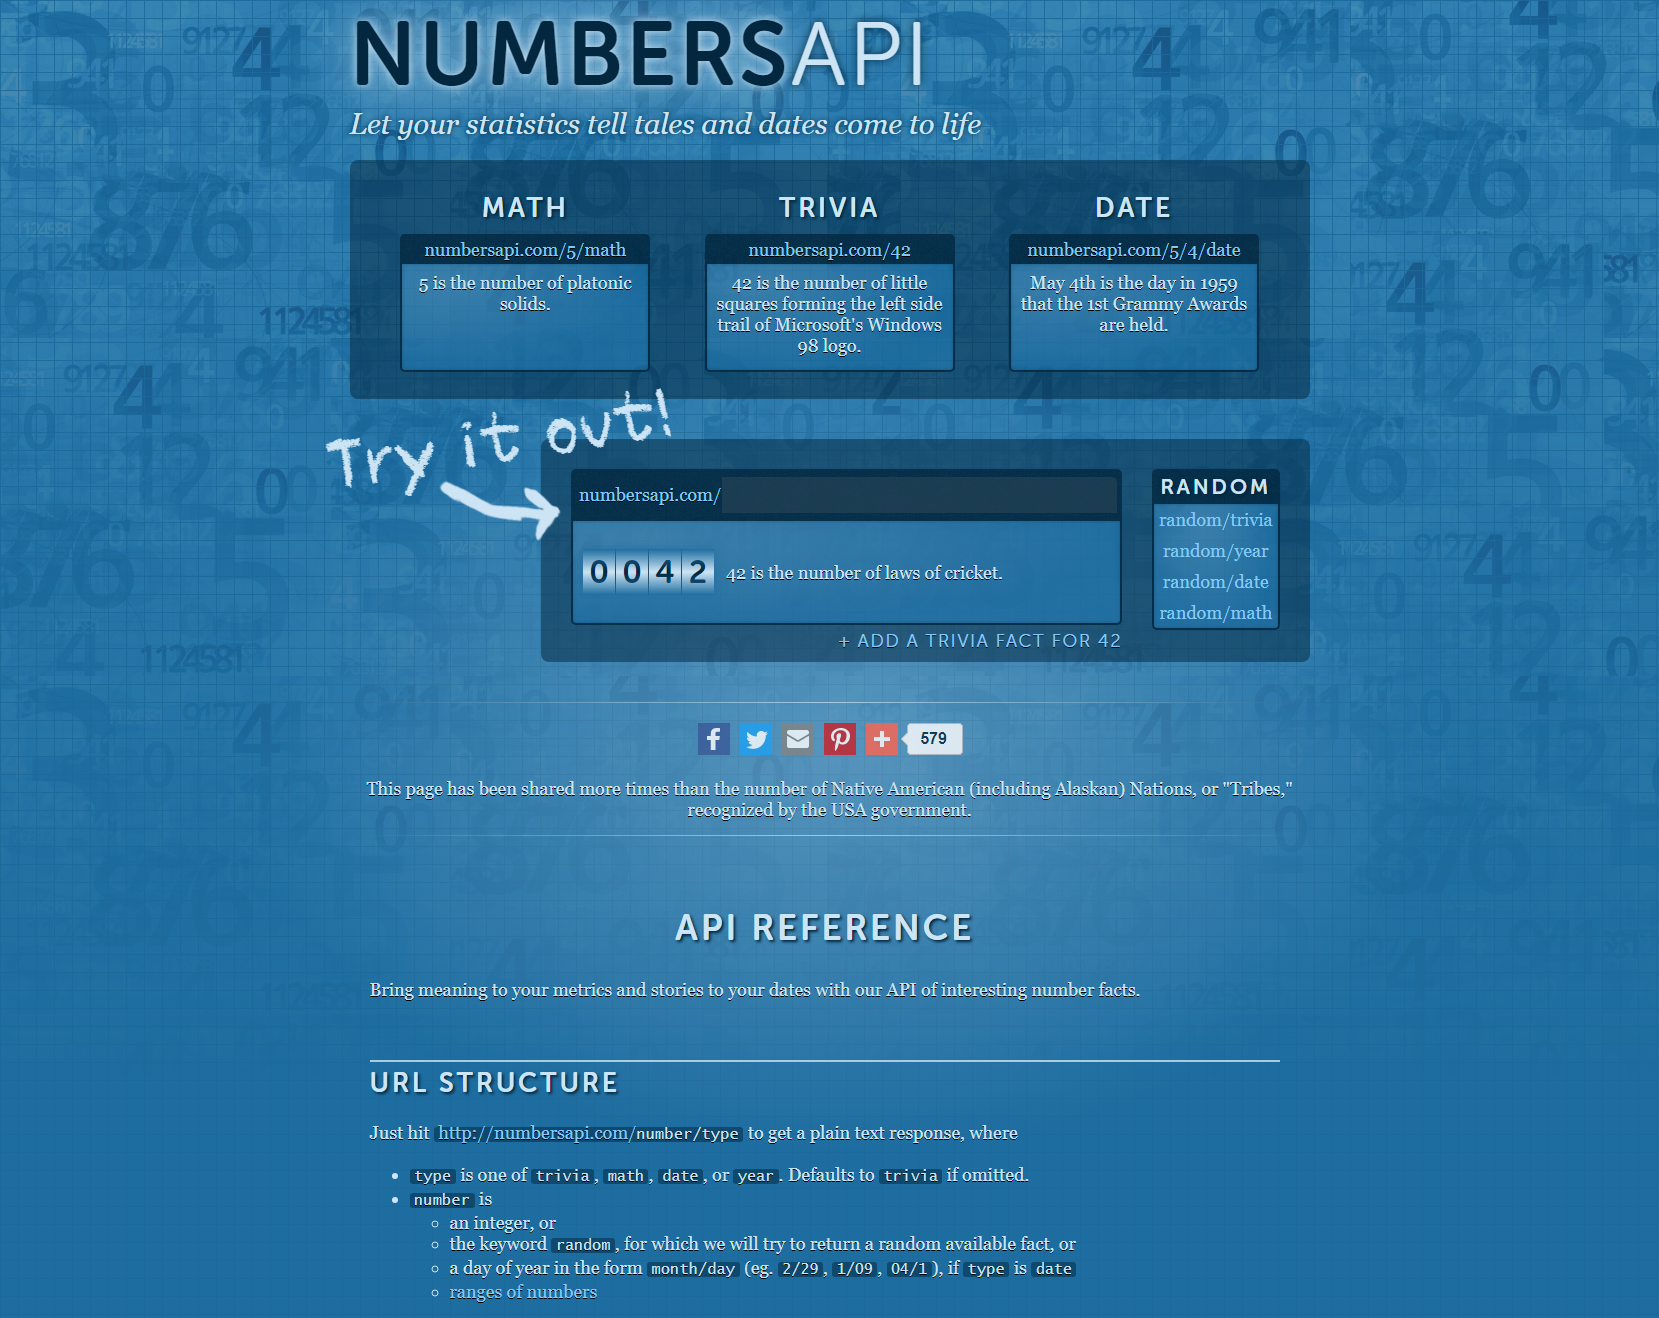 NUMBERSAPI
Let your statistics tell tales and dates come to life
MATH
numbersapi.com/5/math
5 is the number of platonic
solids.
TRIVIA
numbersapi.com/42
42 is the number of little
squares forming the left side
trail of Microsoft's Windows
98 logo.
DATE
numbersapi.com/5/4/date
May 4th is the day in 1959
that the 1st Grammy Awards
are held.
Try it out!
numbersapi.com/
0042 42 is the number of laws of cricket.
+ ADD A TRIVIA FACT FOR 42
RANDOM
random/trivia
random/year
random/date
random/math
579
This page has been shared more times than the number of Native American (including Alaskan) Nations, or "Tribes,"
recognized by the USA government.
API REFERENCE
Bring meaning to your metrics and stories to your dates with our API of interesting number facts.
URL STRUCTURE
Just hit http://numbersapi.com/number/type to get a plain text response, where
• type is one of trivia, math, date, or year. Defaults to trivia if omitted.
• number is
◦ an integer, or
◦ the keyword random, for which we will try to return a random available fact, or
◦ a day of year in the form month/day (eg. 2/29, 1/09, 04/1), if type is date
◦ ranges of numbers